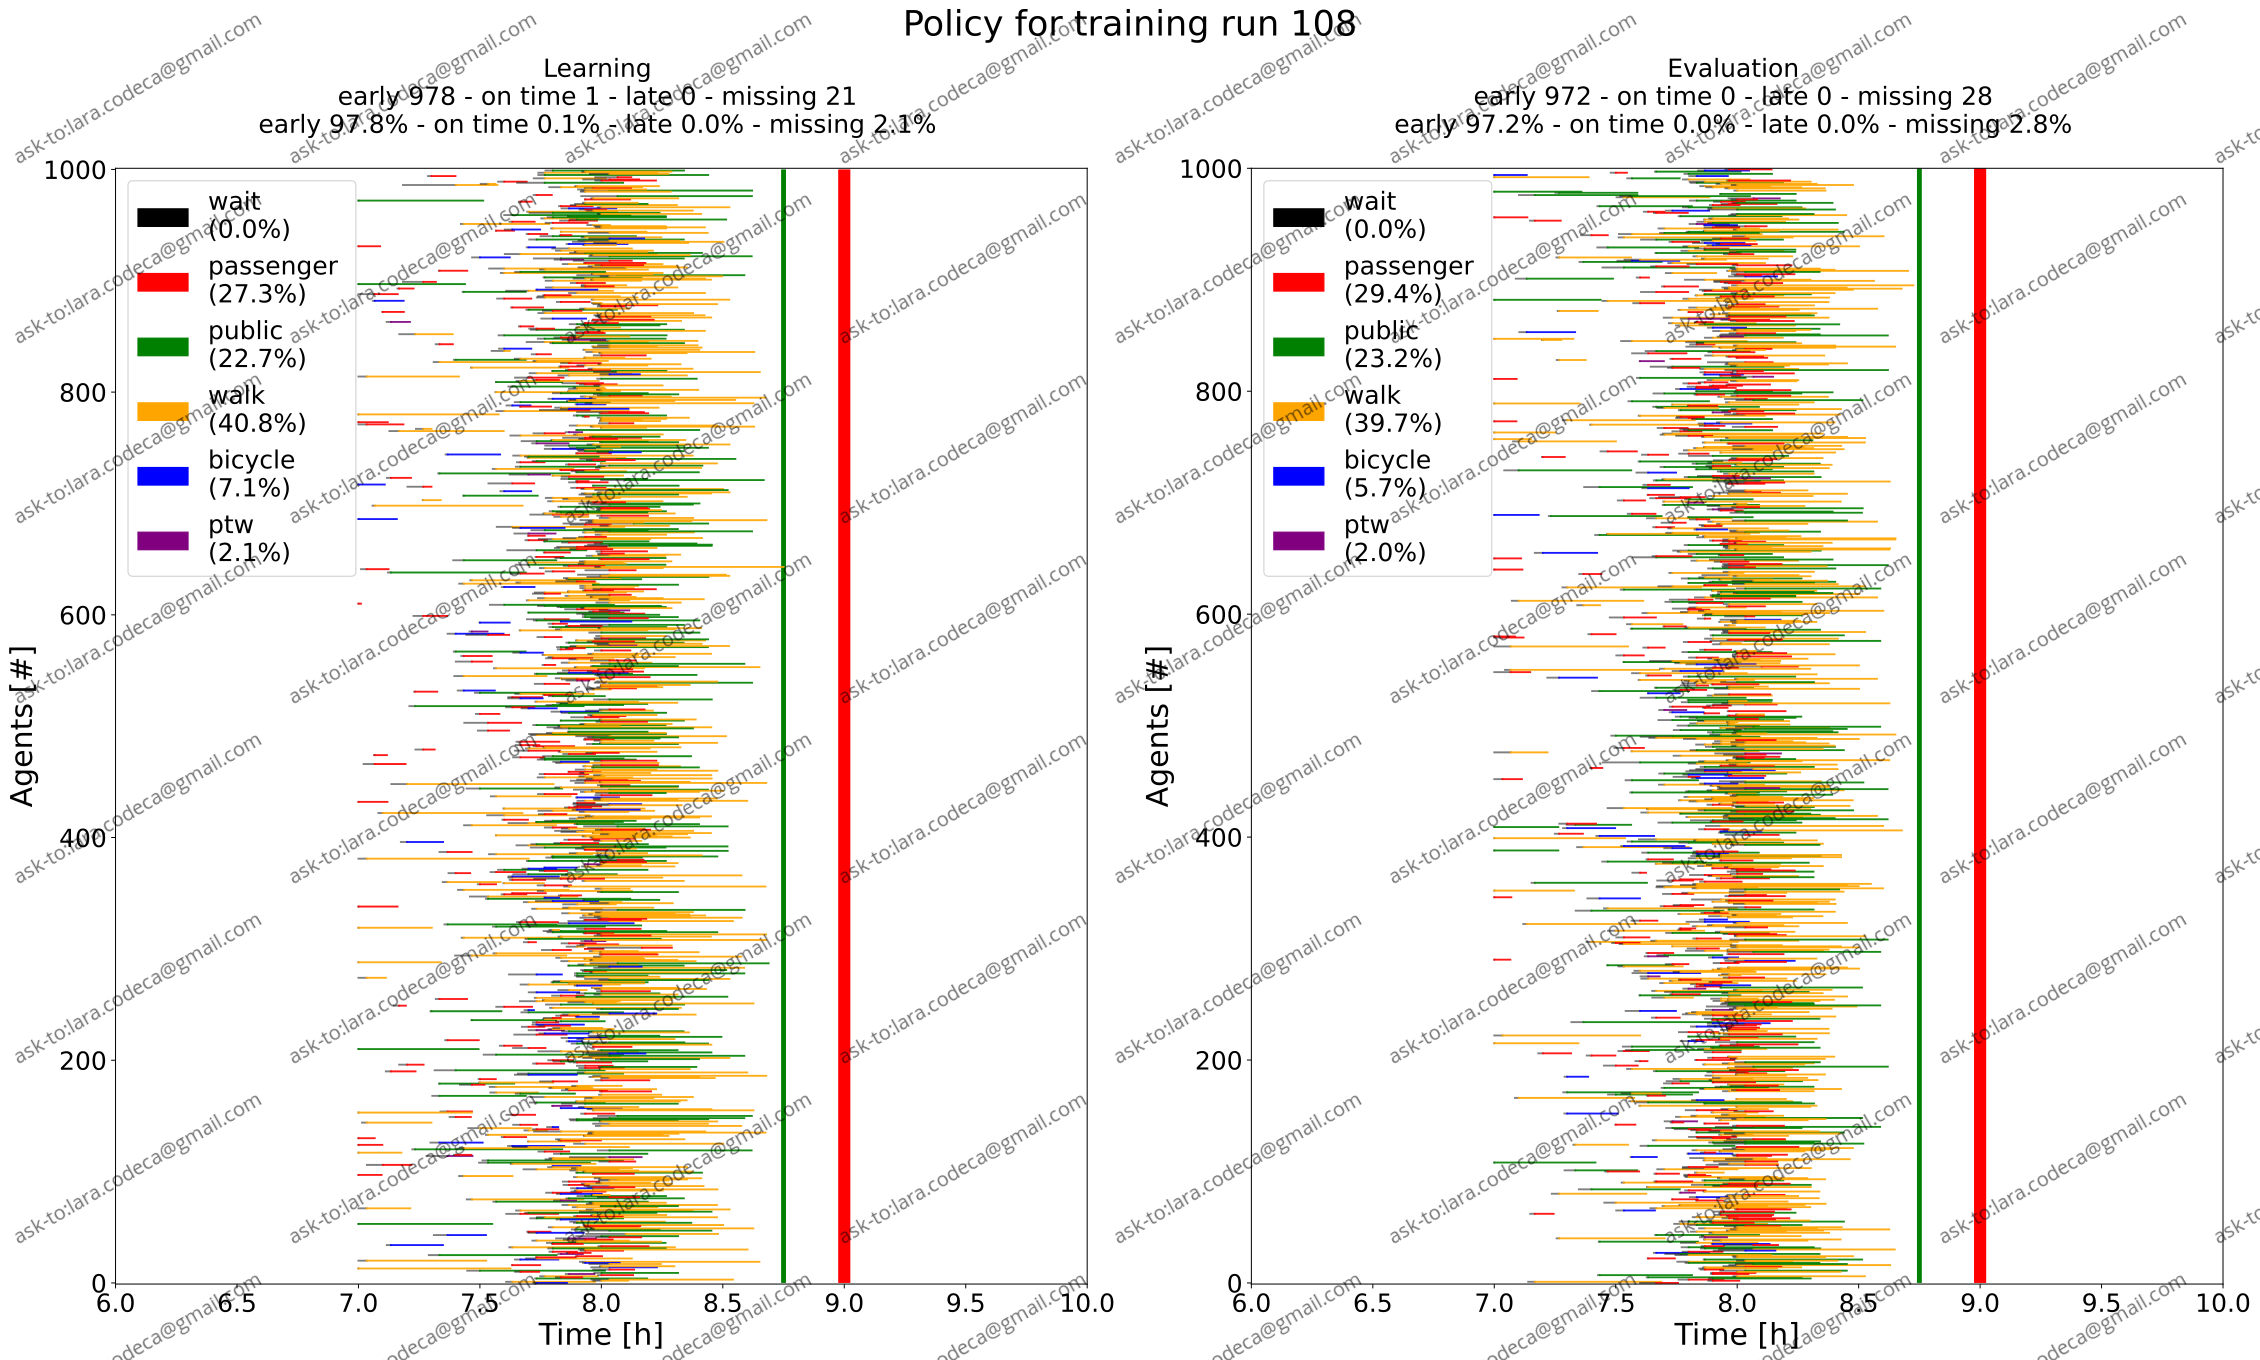 Policy for training run 108
Learning
early 978 - on time 1 - late 0 - missing 21
early 97.8% - on time 0.1% - late 0.0% - missing 2.1%
1000
800
600
400
200
0
Agents [#]
wait
(0.0%)
passenger
(27.3%)
public
(22.7%)
walk
(40.8%)
bicycle
(7.1%)
ptw
(2.1%)
6.0 6.5 7.0 7.5 8.0 8.5 9.0 9.5 10.0
Time [h]
Evaluation
early 972 - on time 0 - late 0 - missing 28
early 97.2% - on time 0.0% - late 0.0% - missing 2.8%
1000
800
600
400
200
0
Agents [#]
wait
(0.0%)
passenger
(29.4%)
public
(23.2%)
walk
(39.7%)
bicycle
(5.7%)
ptw
(2.0%)
6.0 6.5 7.0 7.5 8.0 8.5 9.0 9.5 10.0
Time [h]
ask-to:lara.codeca@gmail.com